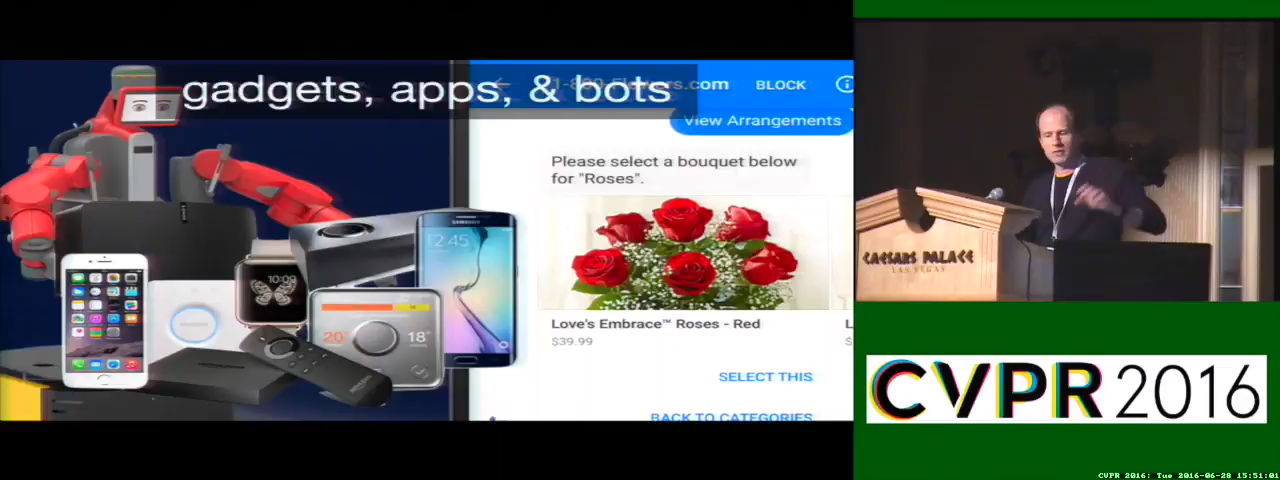 gadgets, apps, & bots
BLOCK
View Arrangements
Please select a bouquet below
for "Roses".
Love's Embrace™ Roses - Red
$39.99
SELECT THIS
BACK TO CATEGORIES
SAMSUNG
12:45
10:09
20°
18°
CAESARS PALACE
LAS VEGAS
CVPR 2016
CVPR 2016: Tue 2016-06-28 15:51:01